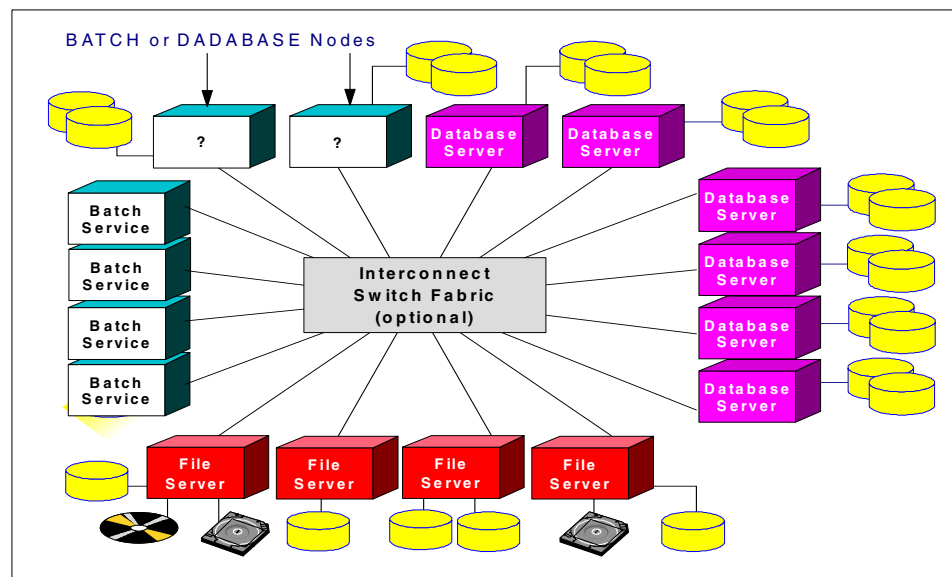 BATCH or DADABASE Nodes
?
?
Database
Server
Database
Server
Batch
Service
Batch
Service
Batch
Service
Batch
Service
Interconnect
Switch Fabric
(optional)
Database
Server
Database
Server
Database
Server
Database
Server
File
Server
File
Server
File
Server
File
Server